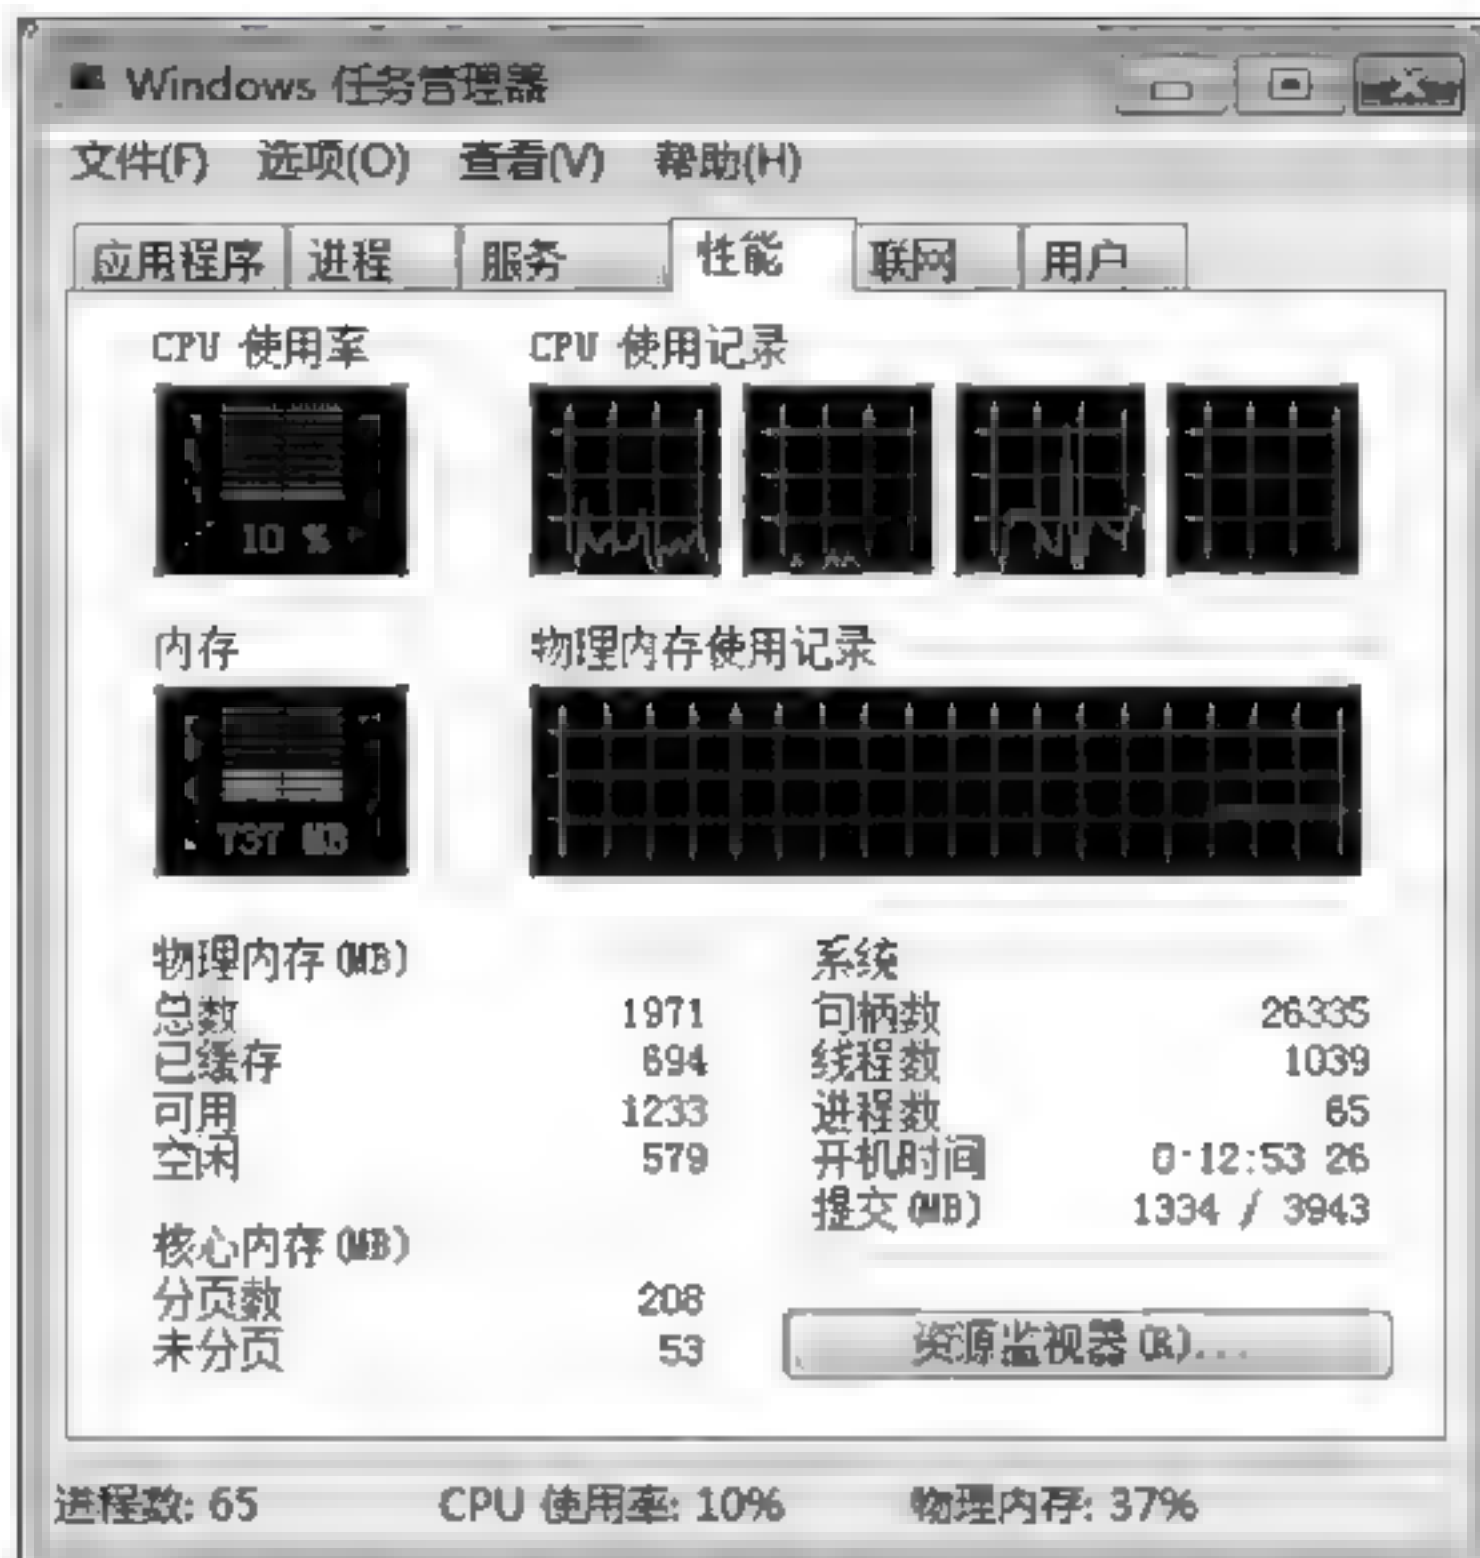 Windows 任务管理器
文件(F) 选项(O) 查看(V) 帮助(H)
应用程序 进程 服务 性能 联网 用户
CPU 使用率 CPU 使用记录
10 %
内存 物理内存使用记录
737 MB
物理内存(MB) 系统
总数 1971 句柄数 26335
已缓存 694 线程数 1039
可用 1233 进程数 65
空闲 579 开机时间 0:12:53:26
核心内存(MB) 提交(MB) 1334 / 3943
分页数 208
未分页 53 资源监视器(R)...
进程数: 65 CPU 使用率: 10% 物理内存: 37%